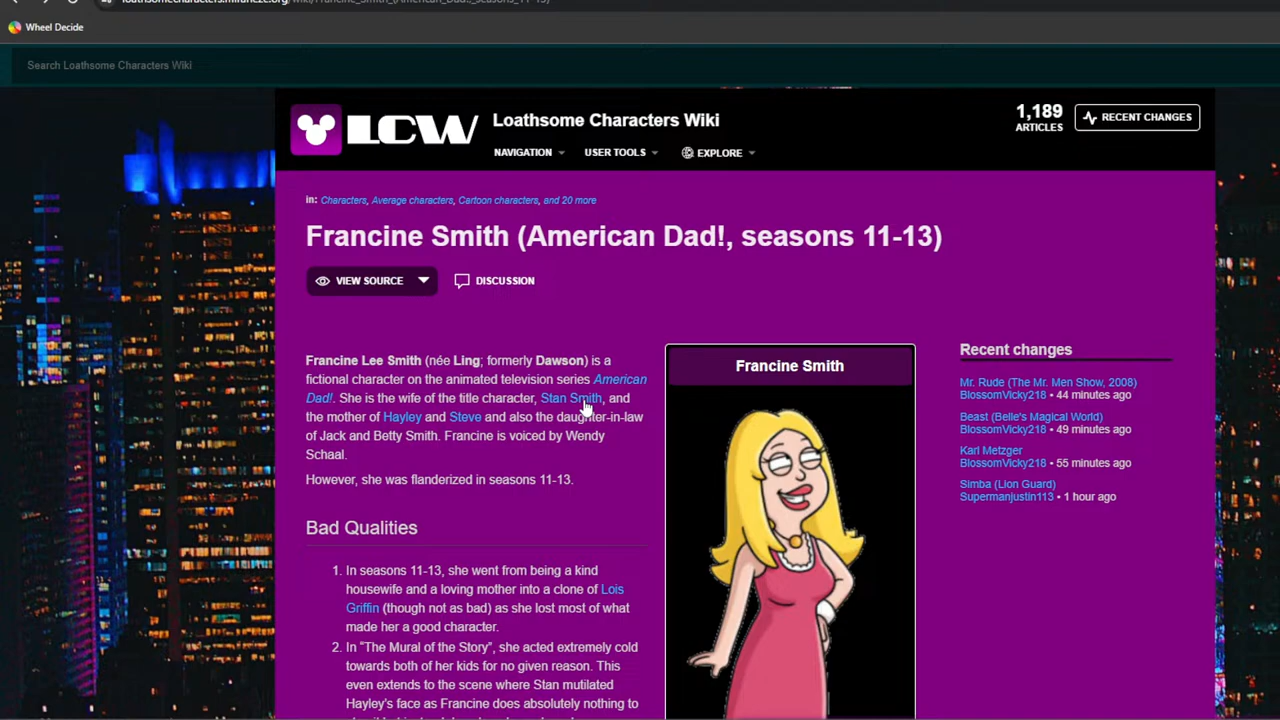 Wheel Decide
Search Loathsome Characters Wiki
LCW
Loathsome Characters Wiki
NAVIGATION
USER TOOLS
EXPLORE
1,189
ARTICLES
RECENT CHANGES
in: Characters, Average characters, Cartoon characters, and 20 more
Francine Smith (American Dad!, seasons 11-13)
VIEW SOURCE
DISCUSSION
Francine Lee Smith (née Ling; formerly Dawson) is a
fictional character on the animated television series American
Dad!. She is the wife of the title character, Stan Smith, and
the mother of Hayley and Steve and also the daughter-in-law
of Jack and Betty Smith. Francine is voiced by Wendy
Schaal.
However, she was flanderized in seasons 11-13.
Bad Qualities
1. In seasons 11-13, she went from being a kind
housewife and a loving mother into a clone of Lois
Griffin (though not as bad) as she lost most of what
made her a good character.
2. In "The Mural of the Story", she acted extremely cold
towards both of her kids for no given reason. This
even extends to the scene where Stan mutilated
Hayley's face as Francine does absolutely nothing to
Francine Smith
Recent changes
Mr. Rude (The Mr. Men Show, 2008)
BlossomVicky218 • 44 minutes ago
Beast (Belle's Magical World)
BlossomVicky218 • 49 minutes ago
Karl Metzger
BlossomVicky218 • 55 minutes ago
Simba (Lion Guard)
Supermanjustin113 • 1 hour ago